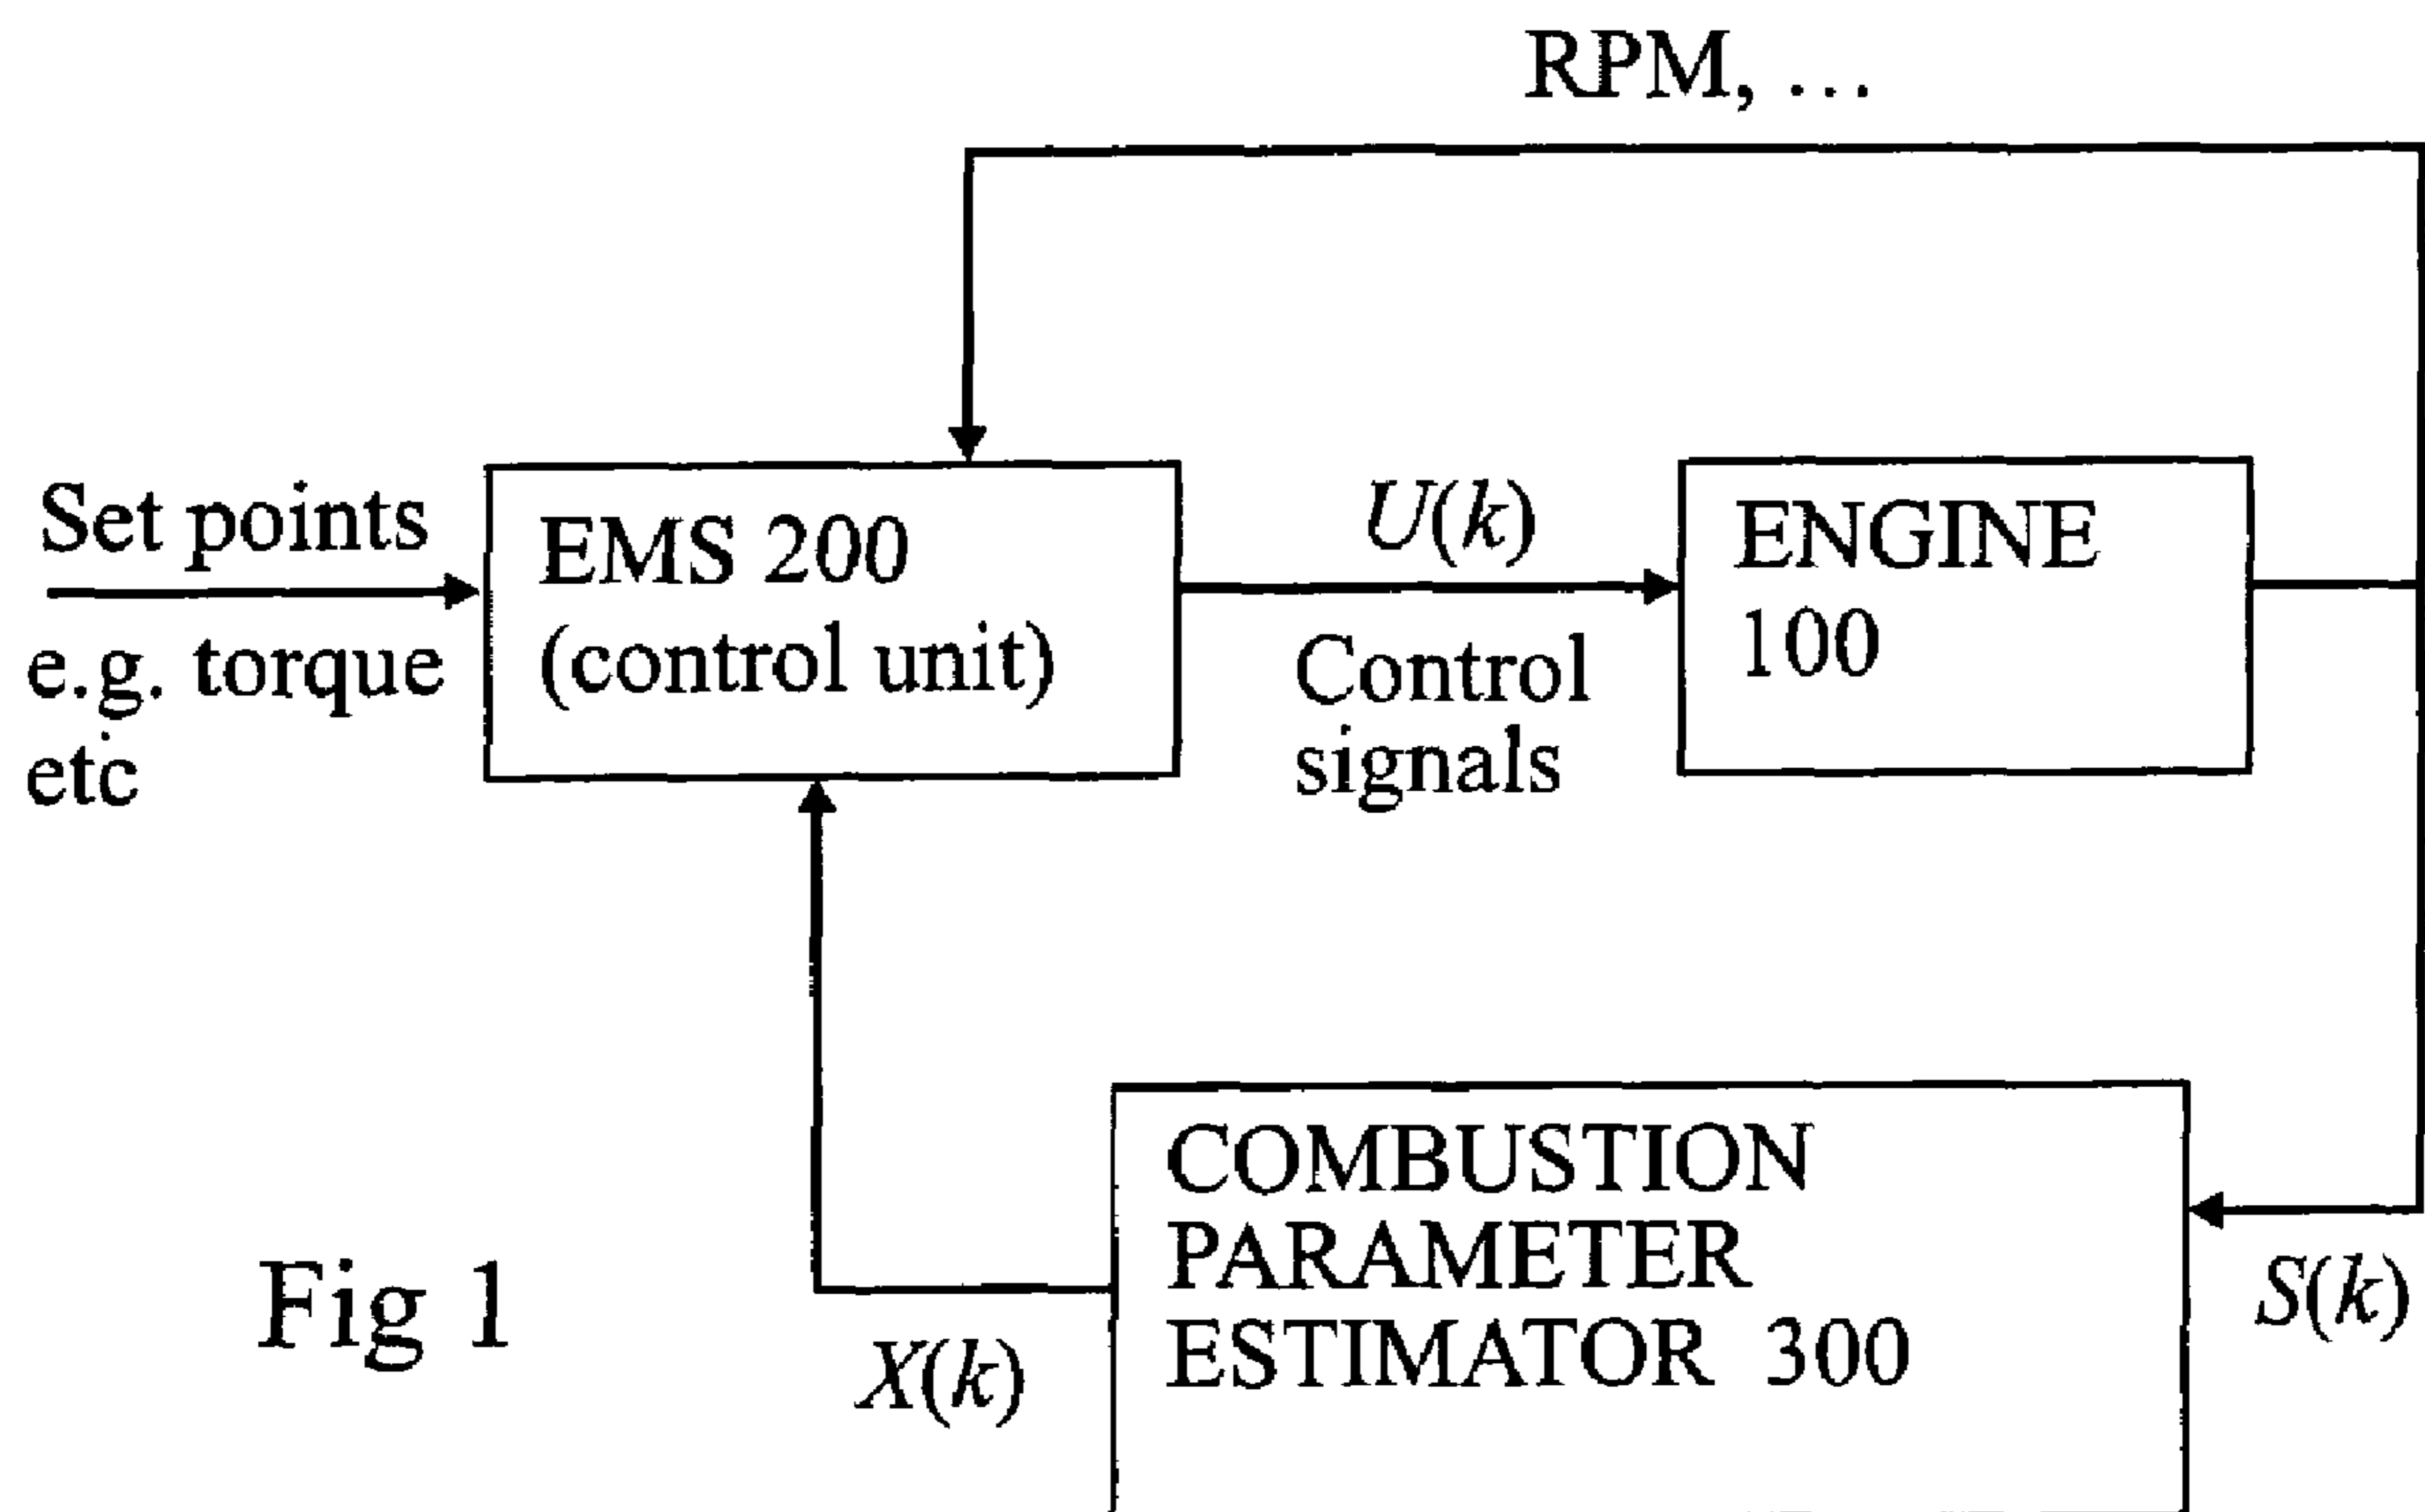 RPM, ...
Set points
e.g. torque
etc
EMS 200
(control unit)
U(k)
Control
signals
ENGINE
100
COMBUSTION
PARAMETER
ESTIMATOR 300
S(k)
X(k)
Fig 1